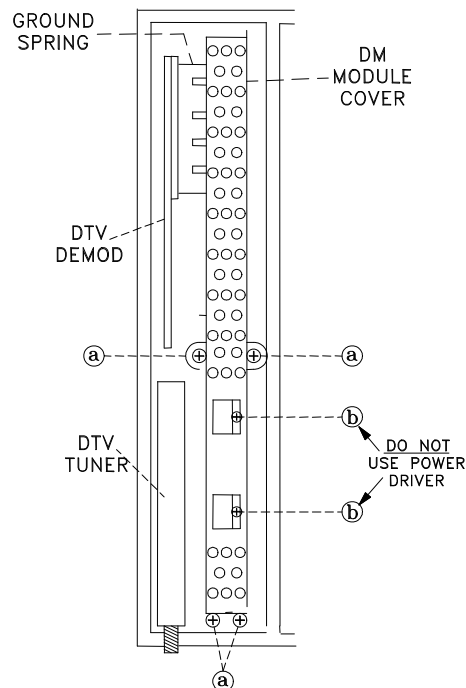 GROUND
SPRING
DM
MODULE
COVER
DTV
DEMOD
a
a
b
DTV
TUNER
DO NOT
USE POWER
DRIVER
b
a